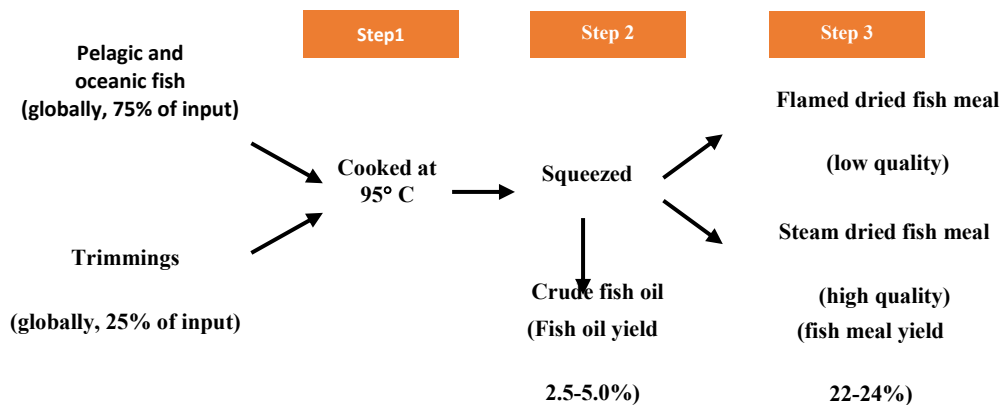 Step1
Step 2
Step 3
Pelagic and
oceanic fish
(globally, 75% of input)
Trimmings
(globally, 25% of input)
Cooked at
95° C
Squeezed
Crude fish oil
(Fish oil yield
2.5-5.0%)
Flamed dried fish meal
(low quality)
Steam dried fish meal
(high quality)
(fish meal yield
22-24%)